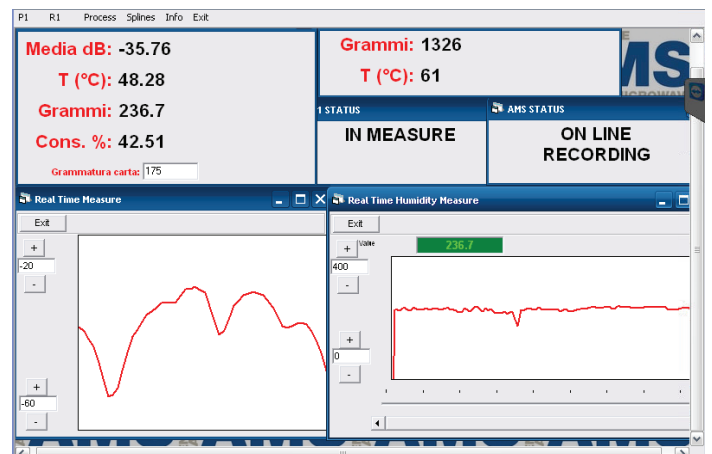 P1 R1 Process Splines Info Exit
Media dB: -35.76
T (°C): 48.28
Grammi: 236.7
Cons. %: 42.51
Grammatura carta: 175
Grammi: 1326
T (°C): 61
MS
1 STATUS
IN MEASURE
AMS STATUS
ON LINE
RECORDING
Real Time Measure
Exit
+
-20
-
+
-60
-
Real Time Humidity Measure
Exit
+ Value 236.7
400
-
+
0
-